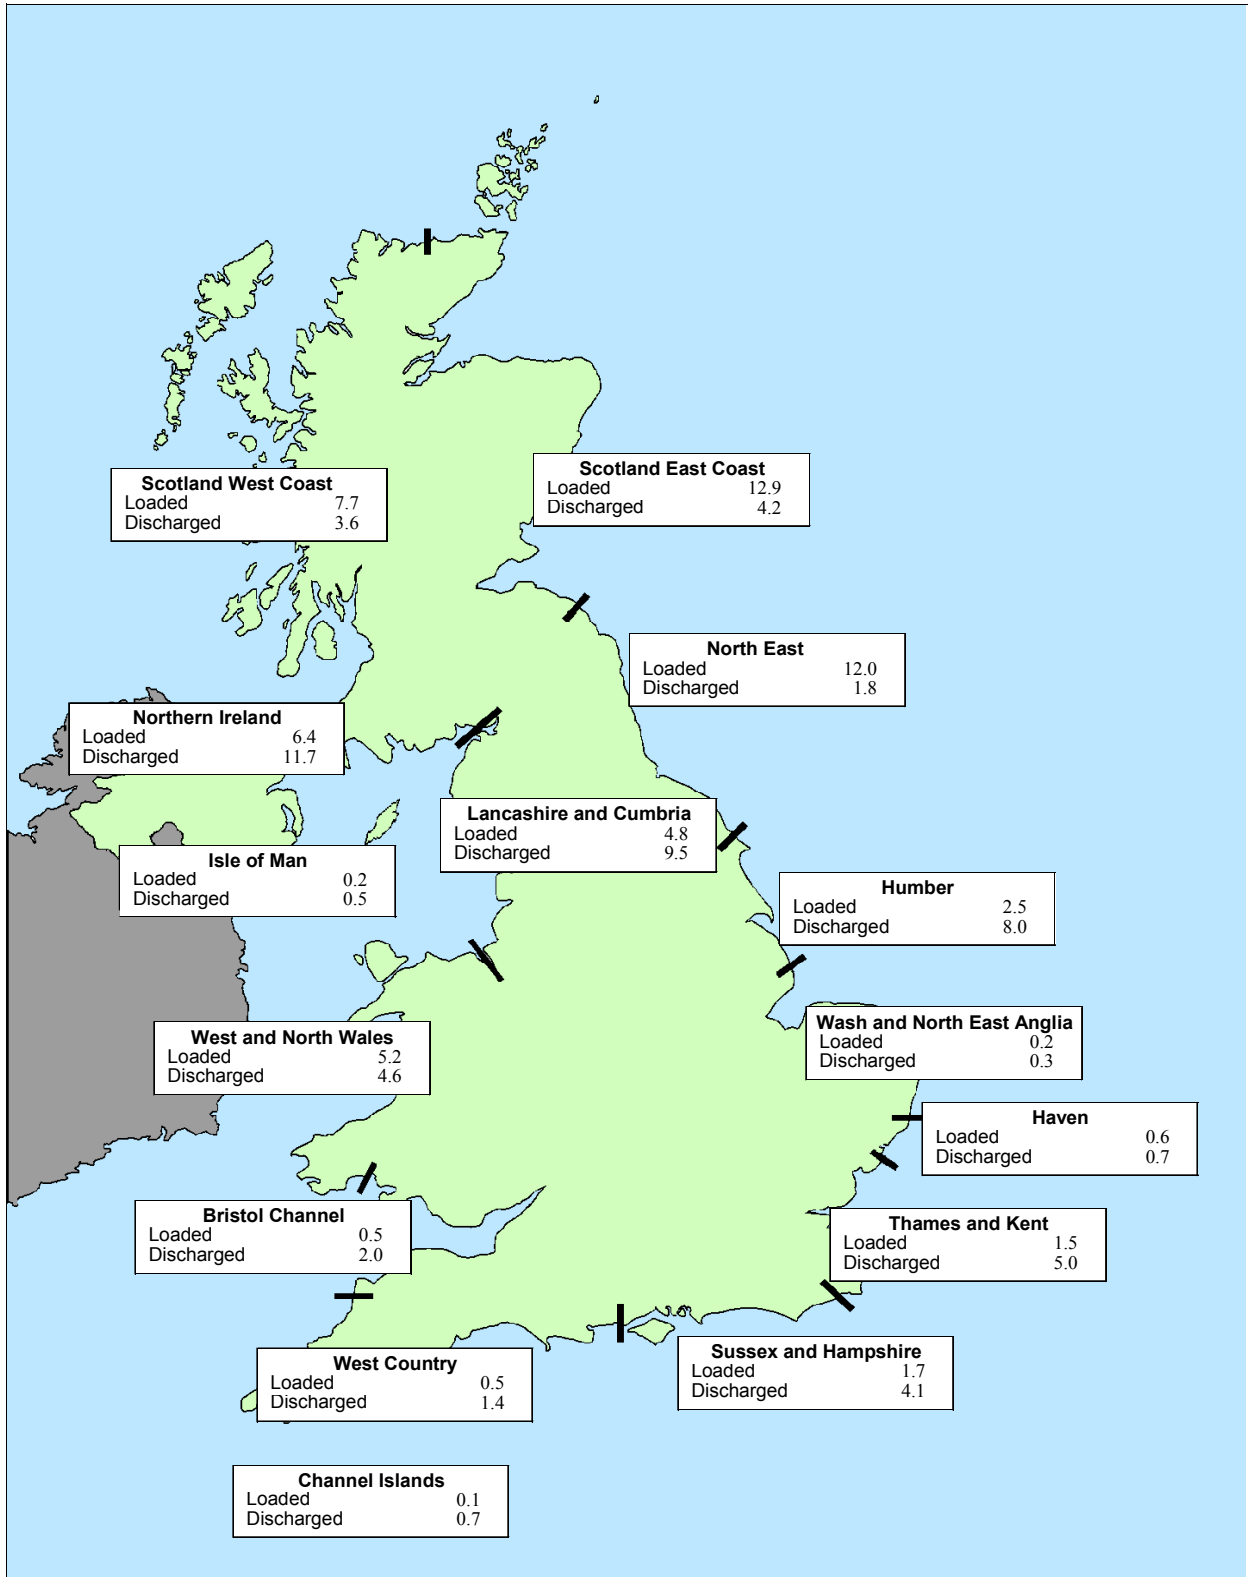 Scotland West Coast
Loaded 7.7
Discharged 3.6
Scotland East Coast
Loaded 12.9
Discharged 4.2
North East
Loaded 12.0
Discharged 1.8
Northern Ireland
Loaded 6.4
Discharged 11.7
Lancashire and Cumbria
Loaded 4.8
Discharged 9.5
Isle of Man
Loaded 0.2
Discharged 0.5
Humber
Loaded 2.5
Discharged 8.0
West and North Wales
Loaded 5.2
Discharged 4.6
Wash and North East Anglia
Loaded 0.2
Discharged 0.3
Haven
Loaded 0.6
Discharged 0.7
Bristol Channel
Loaded 0.5
Discharged 2.0
Thames and Kent
Loaded 1.5
Discharged 5.0
West Country
Loaded 0.5
Discharged 1.4
Sussex and Hampshire
Loaded 1.7
Discharged 4.1
Channel Islands
Loaded 0.1
Discharged 0.7